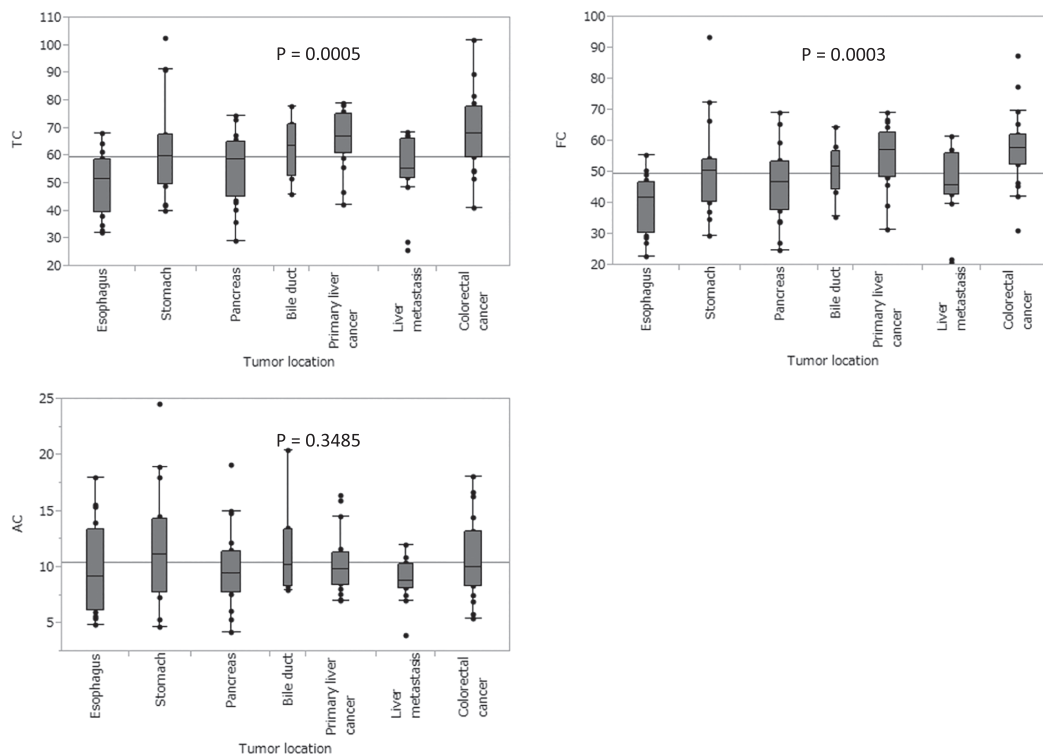 P = 0.0005
TC
110
100
90
80
70
60
50
40
30
20
Esophagus
Stomach
Pancreas
Bile duct
Primary liver
cancer
Liver
metastasis
Colorectal
cancer
Tumor location
P = 0.0003
FC
100
90
80
70
60
50
40
30
20
Esophagus
Stomach
Pancreas
Bile duct
Primary liver
cancer
Liver
metastasis
Colorectal
cancer
Tumor location
P = 0.3485
AC
25
20
15
10
5
Esophagus
Stomach
Pancreas
Bile duct
Primary liver
cancer
Liver
metastasis
Colorectal
cancer
Tumor location